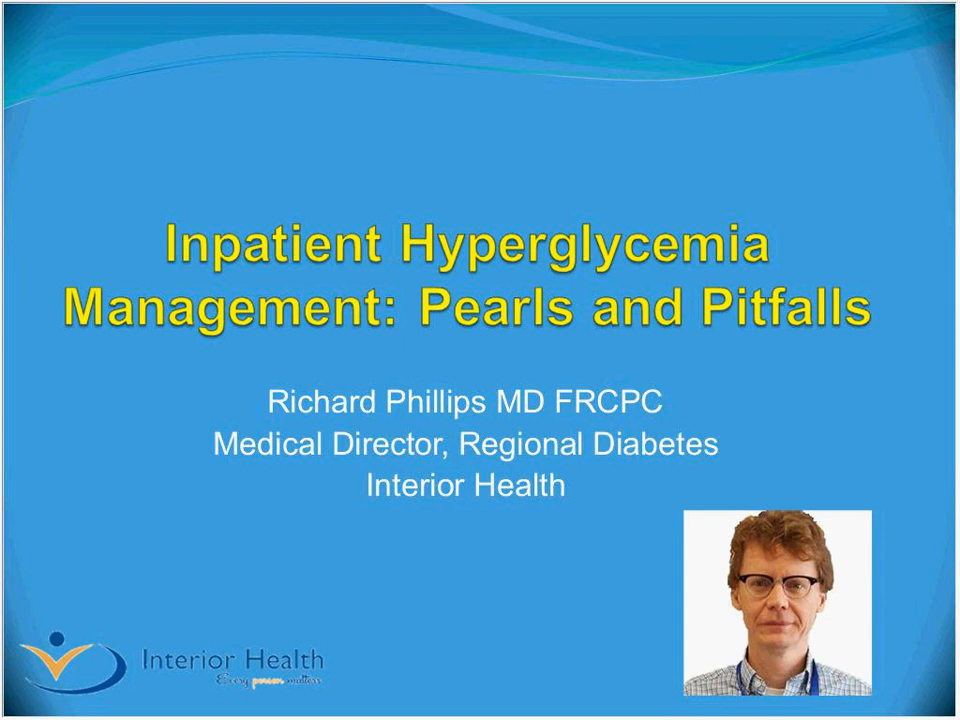 Inpatient Hyperglycemia
Management: Pearls and Pitfalls
Richard Phillips MD FRCPC
Medical Director, Regional Diabetes
Interior Health
Interior Health
Every person matters